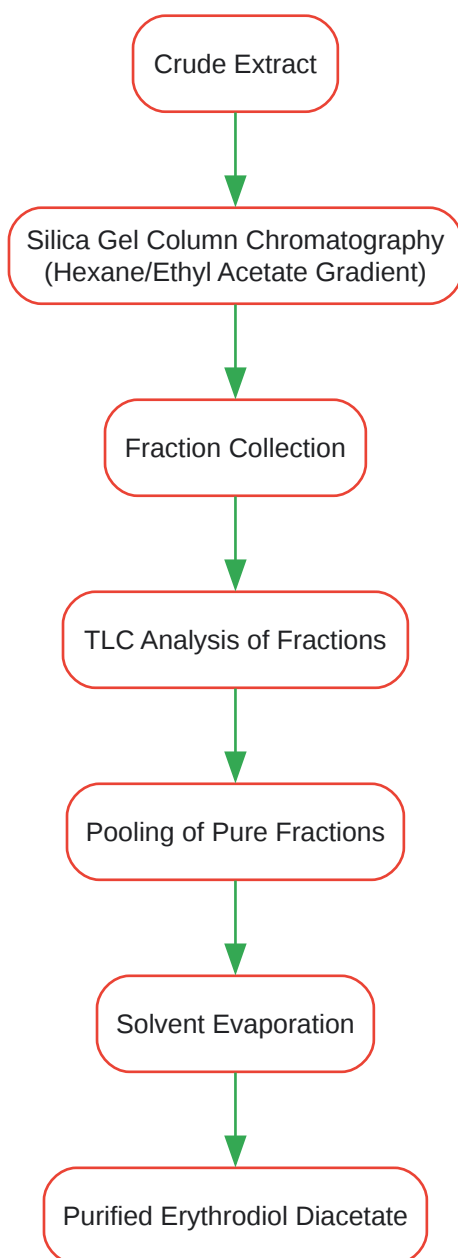 Crude Extract
Silica Gel Column Chromatography
(Hexane/Ethyl Acetate Gradient)
Fraction Collection
TLC Analysis of Fractions
Pooling of Pure Fractions
Solvent Evaporation
Purified Erythrodiol Diacetate